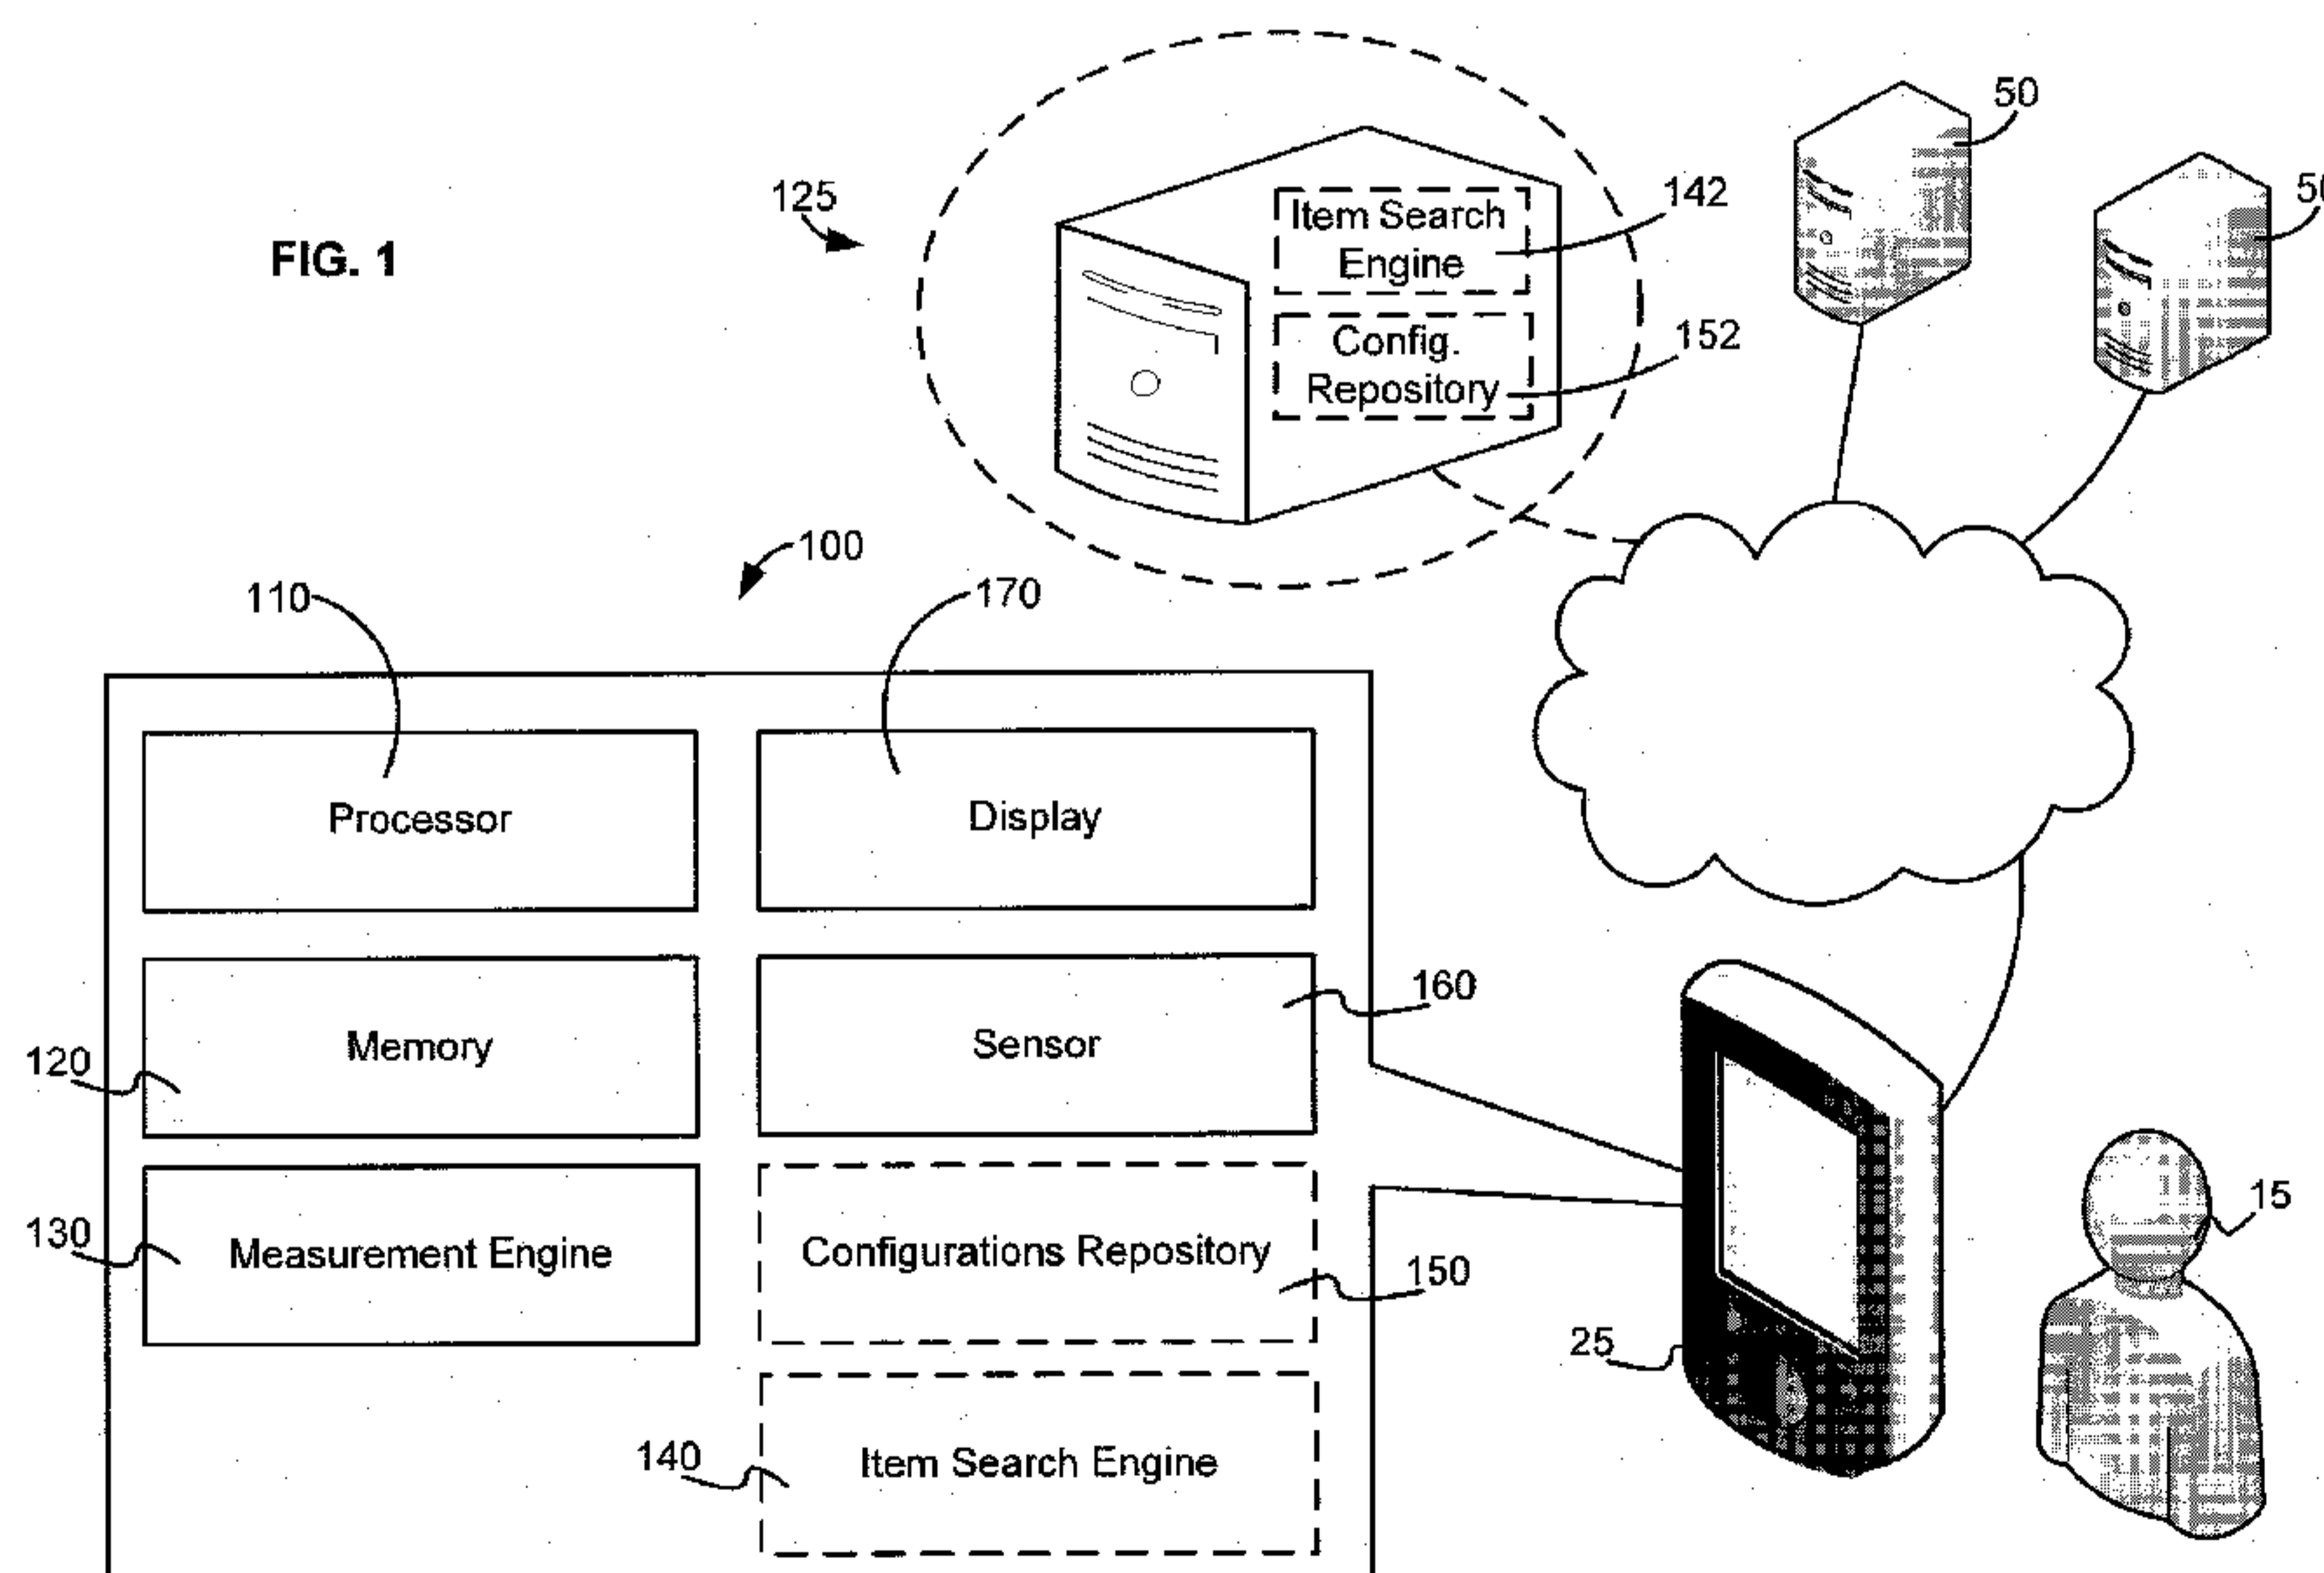 50
50
125
Item Search
Engine
142
FIG. 1
Config.
Repository
152
100
110
170
Processor
Display
160
Memory
Sensor
120
130
Measurement Engine
Configurations Repository
150
15
25
140
Item Search Engine